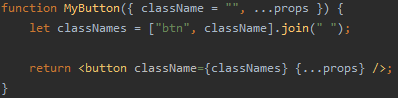 function MyButton({ className = "", ...props }) {
let classNames = ["btn", className].join(" ");
return <button className={classNames} {...props} />;
}